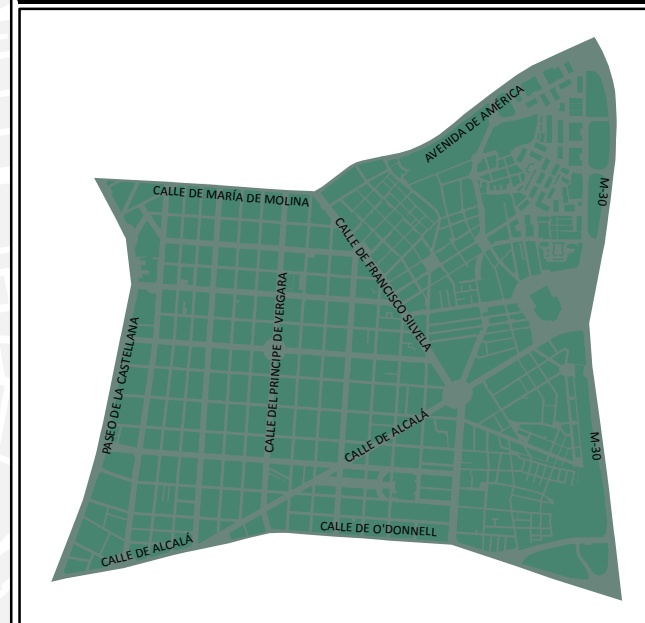 AVENIDA DE AMÉRICA
CALLE DE MARÍA DE MOLINA
M-30
CALLE DE FRANCISCO SILVELA
CALLE DEL PRINCIPE DE VERGARA
PASEO DE LA CASTELLANA
CALLE DE ALCALÁ
M-30
CALLE DE O'DONNELL
CALLE DE ALCALÁ